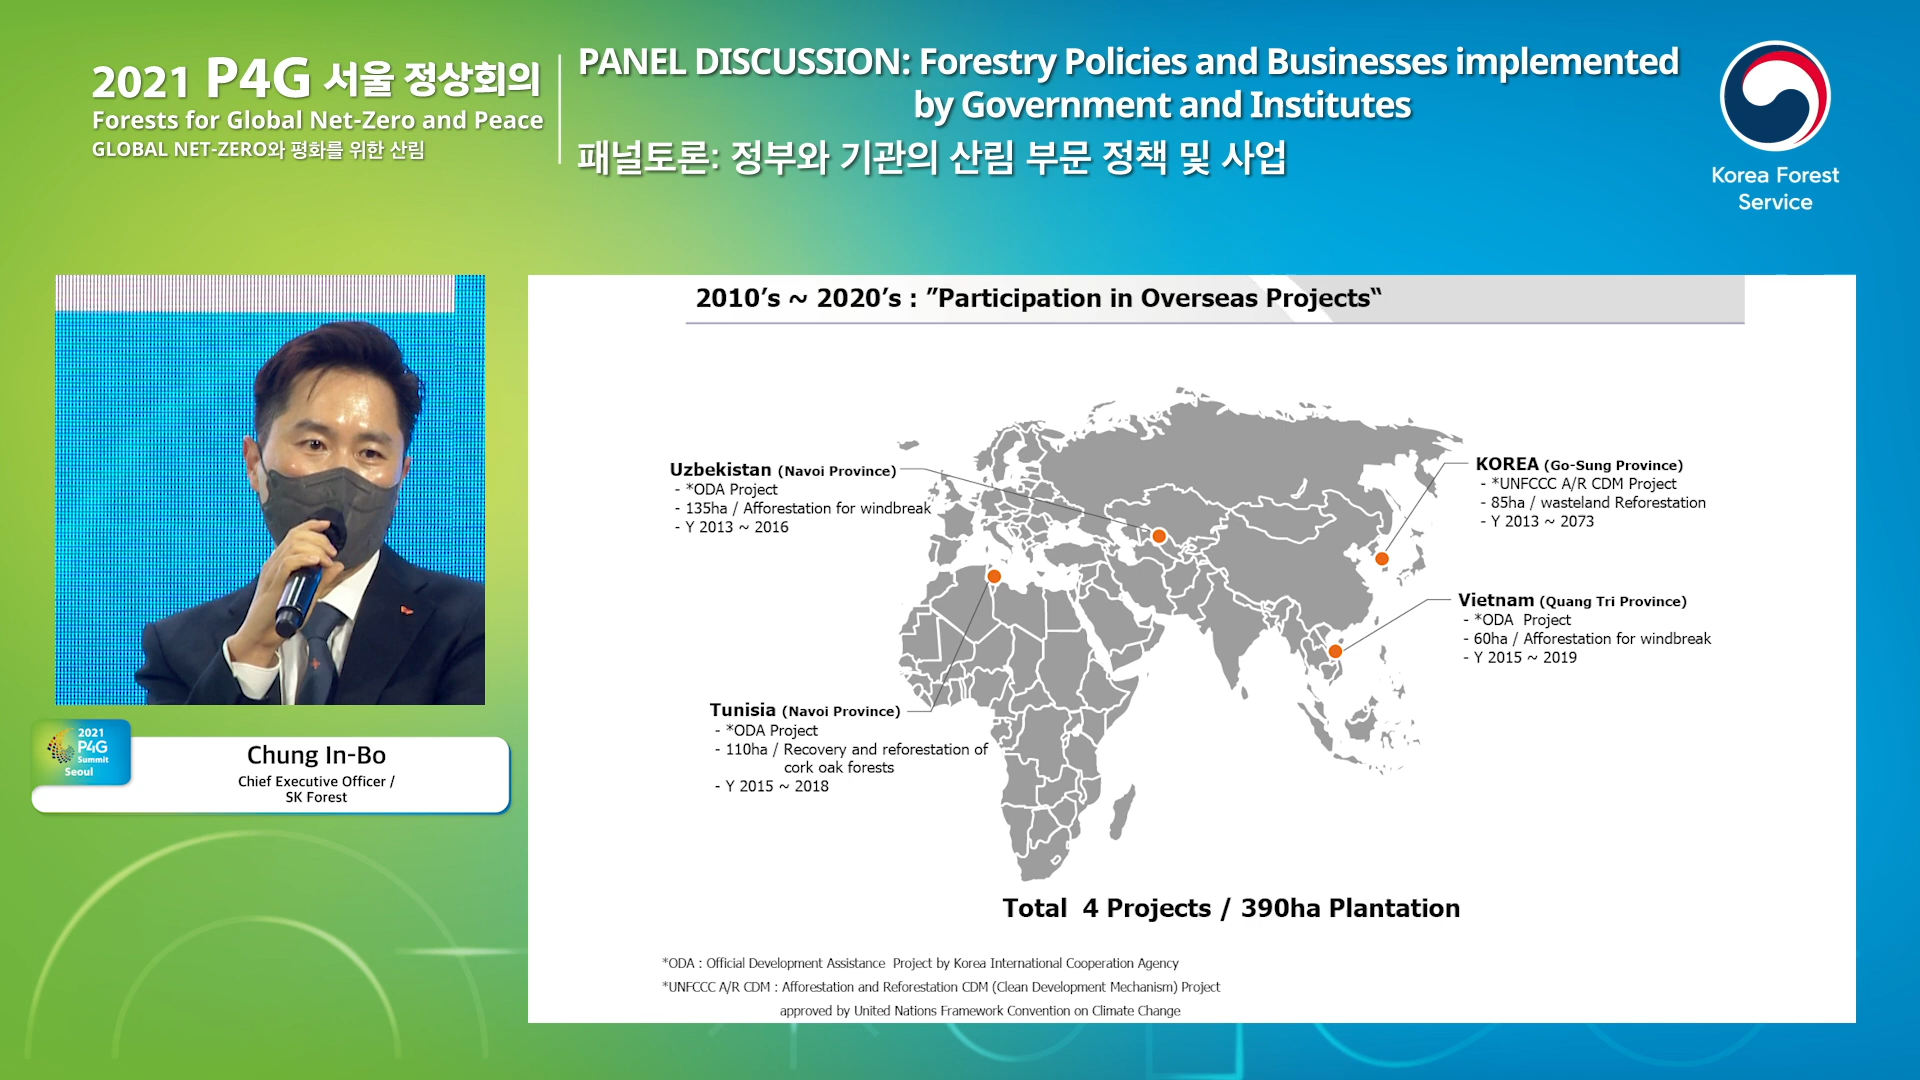 2021 P4G 서울 정상회의
Forests for Global Net-Zero and Peace
GLOBAL NET-ZERO와 평화를 위한 산림
PANEL DISCUSSION: Forestry Policies and Businesses implemented
by Government and Institutes
패널토론: 정부와 기관의 산림 부문 정책 및 사업
Korea Forest
Service
2010’s ~ 2020’s : ”Participation in Overseas Projects“
Uzbekistan (Navoi Province)
- *ODA Project
- 135ha / Afforestation for windbreak
- Y 2013 ~ 2016
KOREA (Go-Sung Province)
- *UNFCCC A/R CDM Project
- 85ha / wasteland Reforestation
- Y 2013 ~ 2073
Vietnam (Quang Tri Province)
- *ODA Project
- 60ha / Afforestation for windbreak
- Y 2015 ~ 2019
Tunisia (Navoi Province)
- *ODA Project
- 110ha / Recovery and reforestation of
cork oak forests
- Y 2015 ~ 2018
Total 4 Projects / 390ha Plantation
*ODA : Official Development Assistance Project by Korea International Cooperation Agency
*UNFCCC A/R CDM : Afforestation and Reforestation CDM (Clean Development Mechanism) Project
approved by United Nations Framework Convention on Climate Change
2021
P4G
Summit
Seoul
Chung In-Bo
Chief Executive Officer /
SK Forest